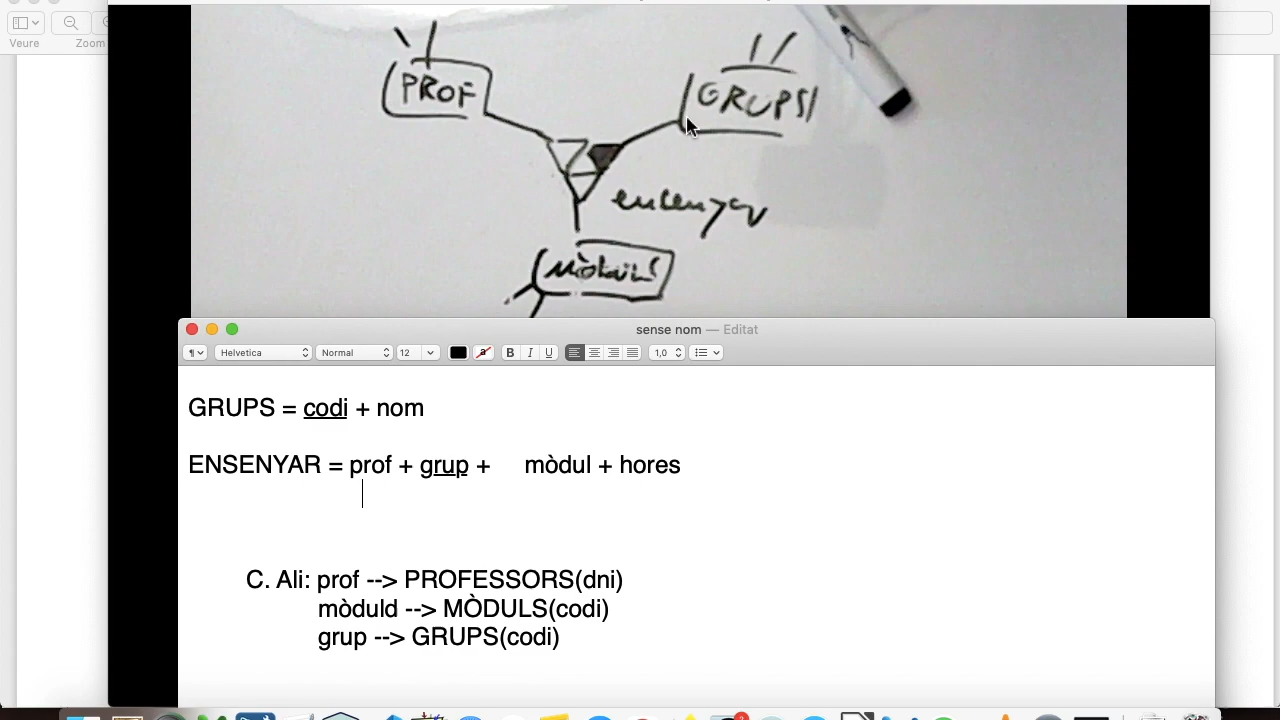 Veure
Zoom
PROF
GRUPS
ensenyar
MÒDULS
sense nom — Editat
Helvetica
Normal
12
a
B I U
1,0
GRUPS = codi + nom
ENSENYAR = prof + grup + mòdul + hores
C. Ali: prof --> PROFESSORS(dni)
mòduld --> MÒDULS(codi)
grup --> GRUPS(codi)